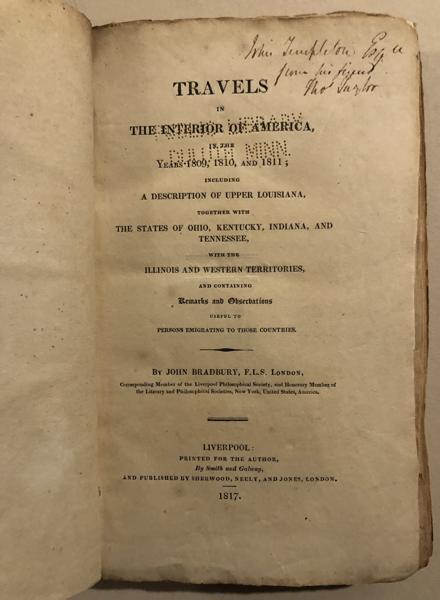 John Templeton Esqr
from his friend
Thos Taylor
TRAVELS
IN
THE INTERIOR OF AMERICA,
PUBLIC LIBRARY
IN THE
DULUTH, MINN.
YEARS 1809, 1810, AND 1811;
INCLUDING
A DESCRIPTION OF UPPER LOUISIANA,
TOGETHER WITH
THE STATES OF OHIO, KENTUCKY, INDIANA, AND
TENNESSEE,
WITH THE
ILLINOIS AND WESTERN TERRITORIES,
AND CONTAINING
Remarks and Observations
USEFUL TO
PERSONS EMIGRATING TO THOSE COUNTRIES.
BY JOHN BRADBURY, F.L.S. LONDON,
Corresponding Member of the Liverpool Philosophical Society, and Honorary Member of
the Literary and Philosophical Societies, New York, United States, America.
LIVERPOOL:
PRINTED FOR THE AUTHOR,
By Smith and Galway,
AND PUBLISHED BY SHERWOOD, NEELY, AND JONES, LONDON.
1817.